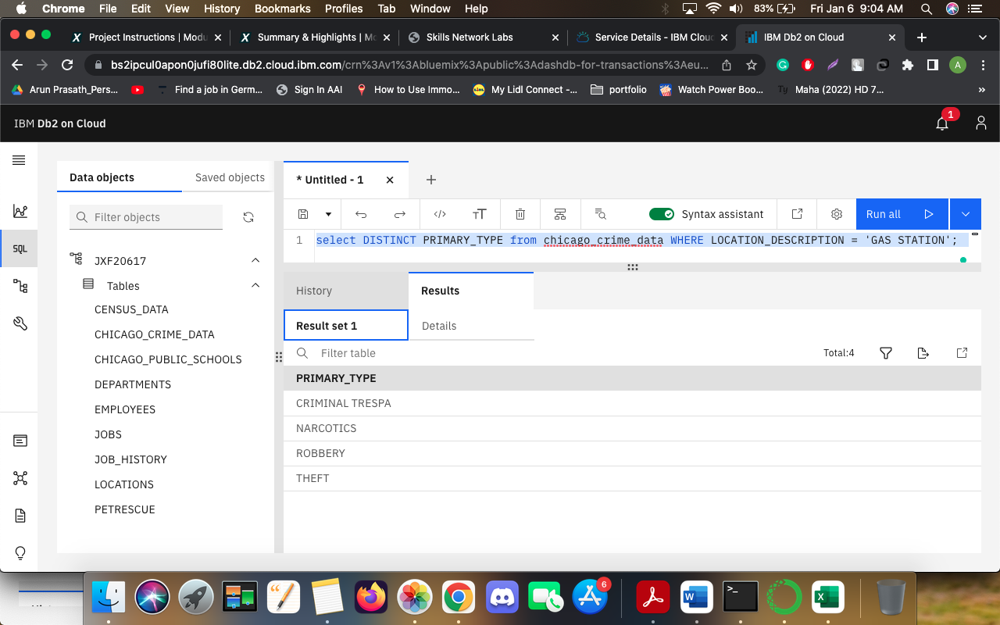 Chrome File Edit View History Bookmarks Profiles Tab Window Help 83% Fri Jan 6 9:04 AM
Project Instructions | Modu Summary & Highlights | Mo Skills Network Labs Service Details - IBM Cloud IBM Db2 on Cloud
bs2ipcul0apon0jufi80lite.db2.cloud.ibm.com/crn%3Av1%3Abluemix%3Apublic%3Adashdb-for-transactions%3Aeu... A
Arun Prasath_Pers... Find a job in Germ... Sign In AAI How to Use Immo... My Lidl Connect -... portfolio Watch Power Boo... Ty Maha (2022) HD 7... »
IBM Db2 on Cloud 1
Data objects Saved objects * Untitled - 1
Filter objects Syntax assistant Run all
SQL
1 select DISTINCT PRIMARY_TYPE from chicago_crime_data WHERE LOCATION_DESCRIPTION = 'GAS STATION';
JXF20617
Tables
CENSUS_DATA
CHICAGO_CRIME_DATA
CHICAGO_PUBLIC_SCHOOLS
DEPARTMENTS
EMPLOYEES
JOBS
JOB_HISTORY
LOCATIONS
PETRESCUE
History Results
Result set 1 Details
Filter table Total:4
PRIMARY_TYPE
CRIMINAL TRESPA
NARCOTICS
ROBBERY
THEFT
6